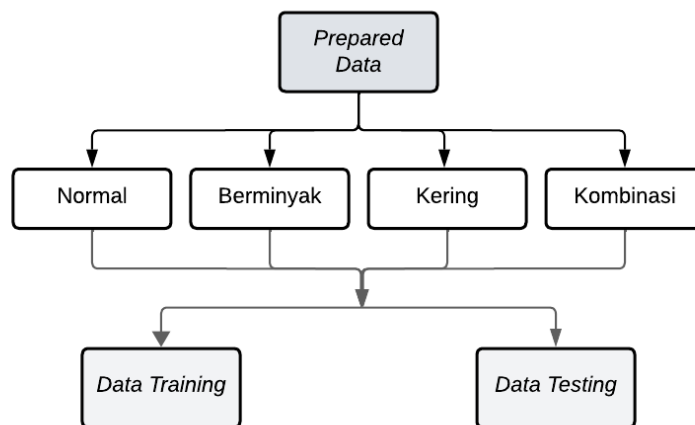 Prepared
Data
Normal
Berminyak
Kering
Kombinasi
Data Training
Data Testing